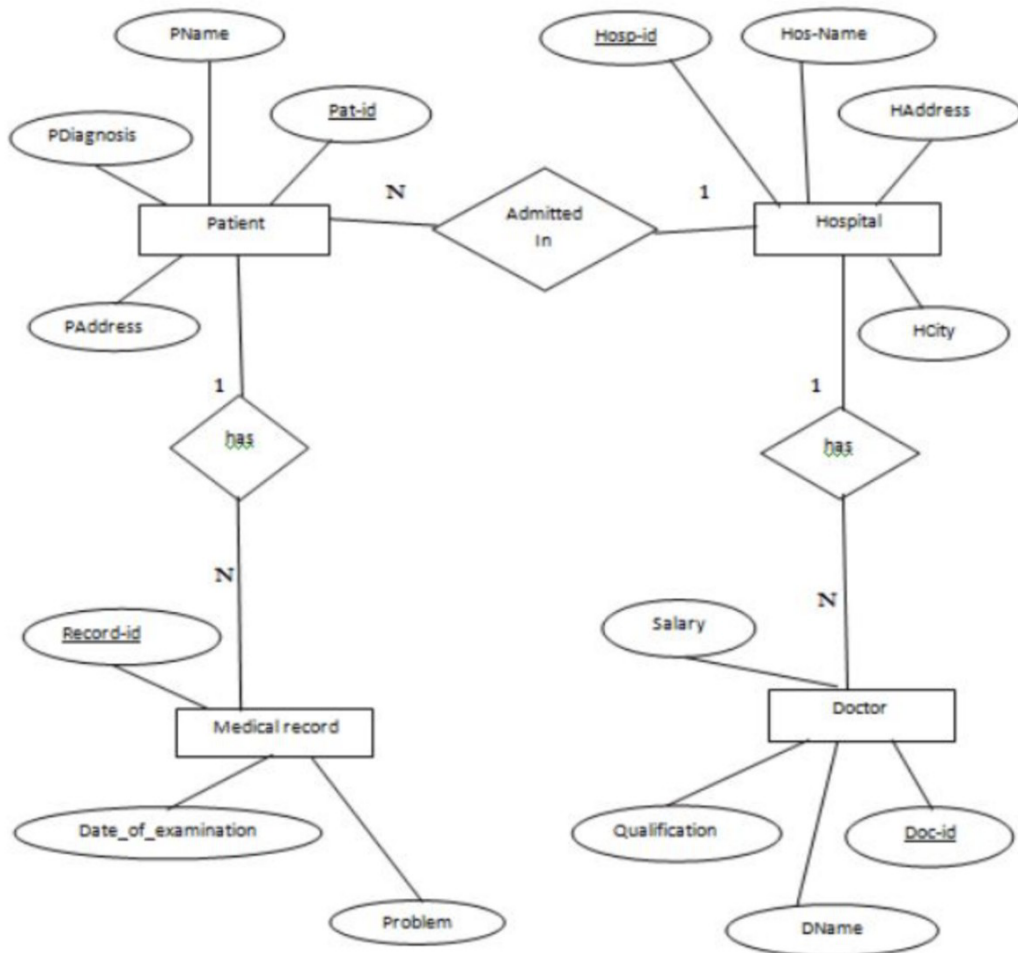 PName
Hosp-id
Hos-Name
Pat-id
HAddress
PDiagnosis
N
1
Patient
Admitted
In
Hospital
PAddress
HCity
1
1
has
has
N
N
Record-id
Salary
Medical record
Doctor
Date_of_examination
Qualification
Doc-id
Problem
DName